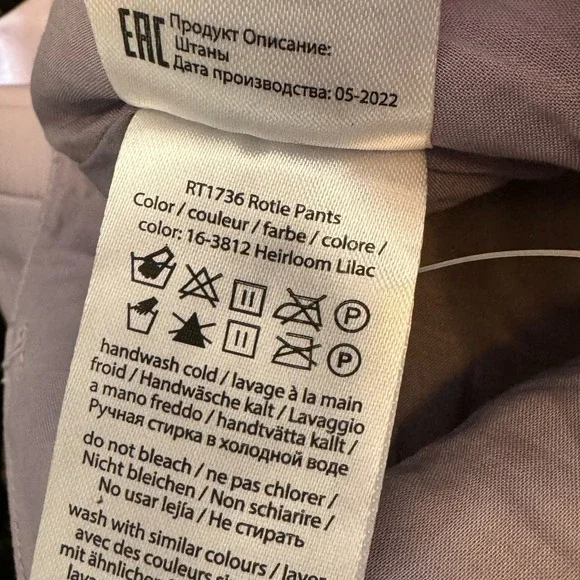 EAC Продукт Описание:
Штаны
Дата производства: 05-2022
RT1736 Rotle Pants
Color / couleur / farbe / colore /
color: 16-3812 Heirloom Lilac
P
P
handwash cold / lavage à la main
froid / Handwäsche kalt / Lavaggio
a mano freddo / handtvätta kallt /
Ручная стирка в холодной воде
do not bleach / ne pas chlorer /
Nicht bleichen / Non schiarire /
No usar lejía / Не стирать
wash with similar colours / laver
avec des couleurs
mit ähnlichen